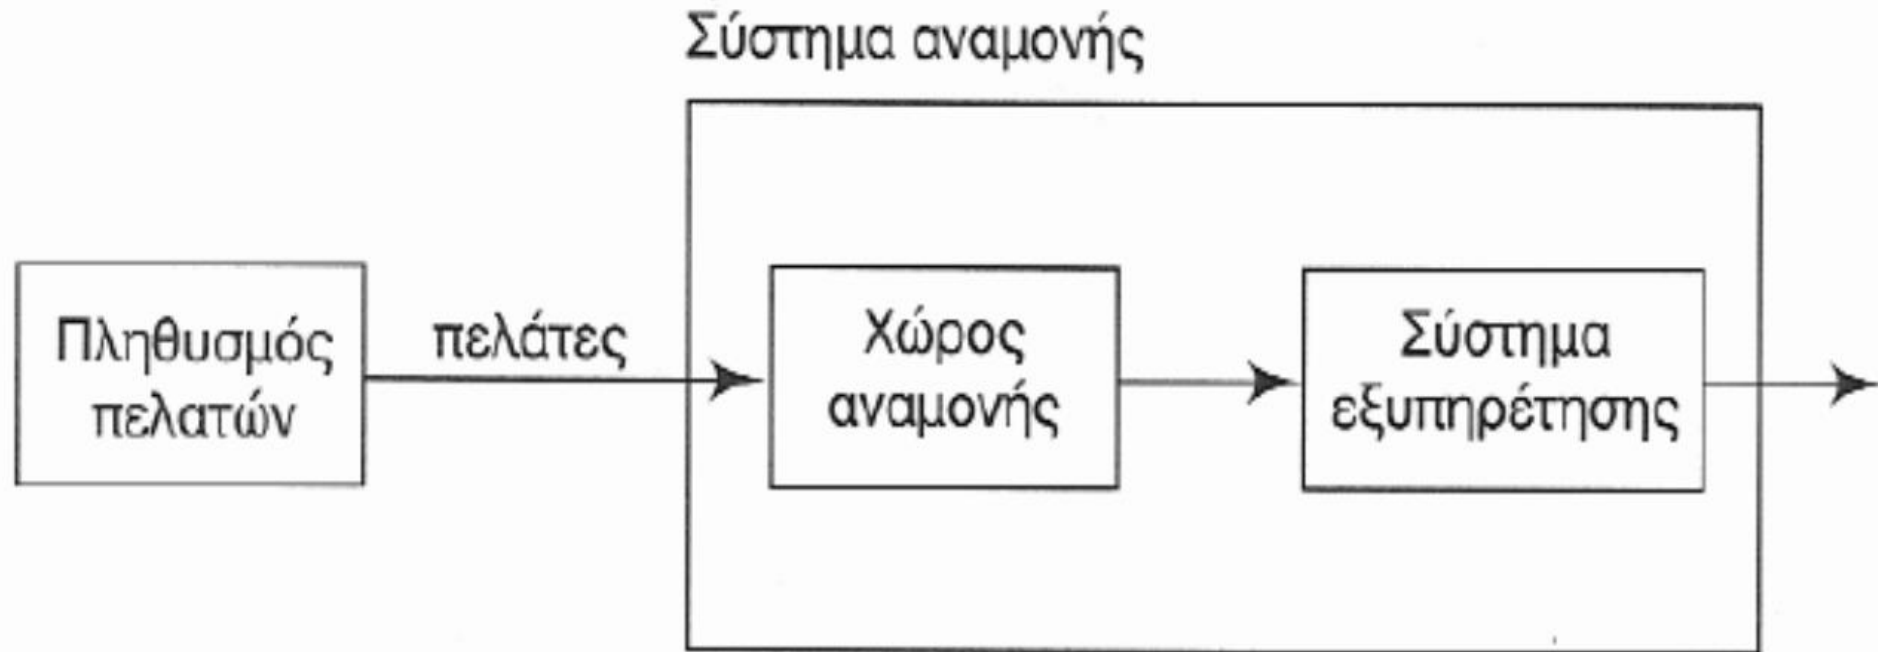 Σύστημα αναμονής
Πληθυσμός
πελατών
πελάτες
Χώρος
αναμονής
Σύστημα
εξυπηρέτησης